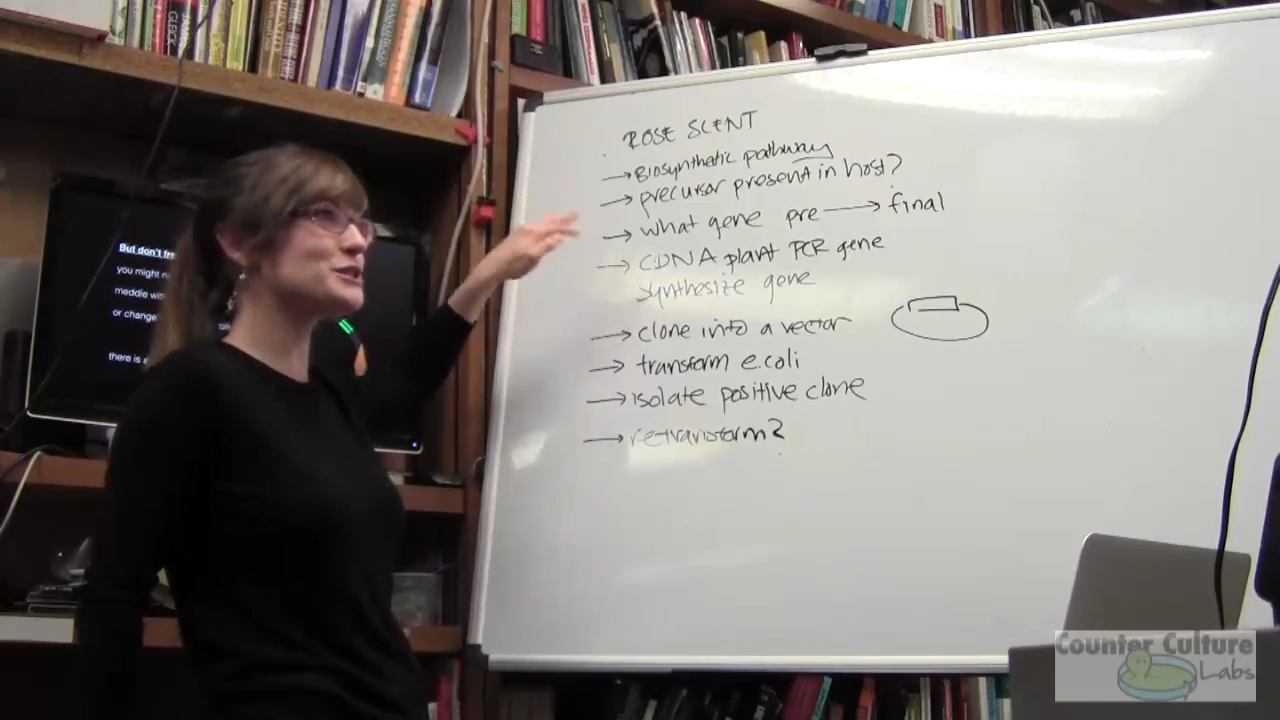 ROSE SCENT
→ Biosynthetic pathway
→ precursor present in host?
→ what gene pre → final
→ CDNA plant PCR gene
synthesize gene
→ clone into a vector
→ transform e.coli
→ isolate positive clone
→ retransform?
But don't
you might
or change
there is
Counter Culture
Labs